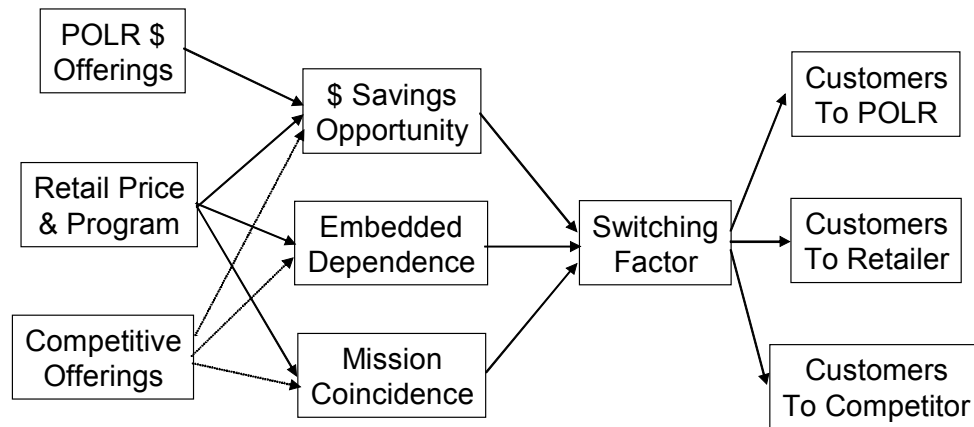 POLR $
Offerings
$ Savings
Opportunity
Customers
To POLR
Retail Price
& Program
Embedded
Dependence
Switching
Factor
Customers
To Retailer
Competitive
Offerings
Mission
Coincidence
Customers
To Competitor